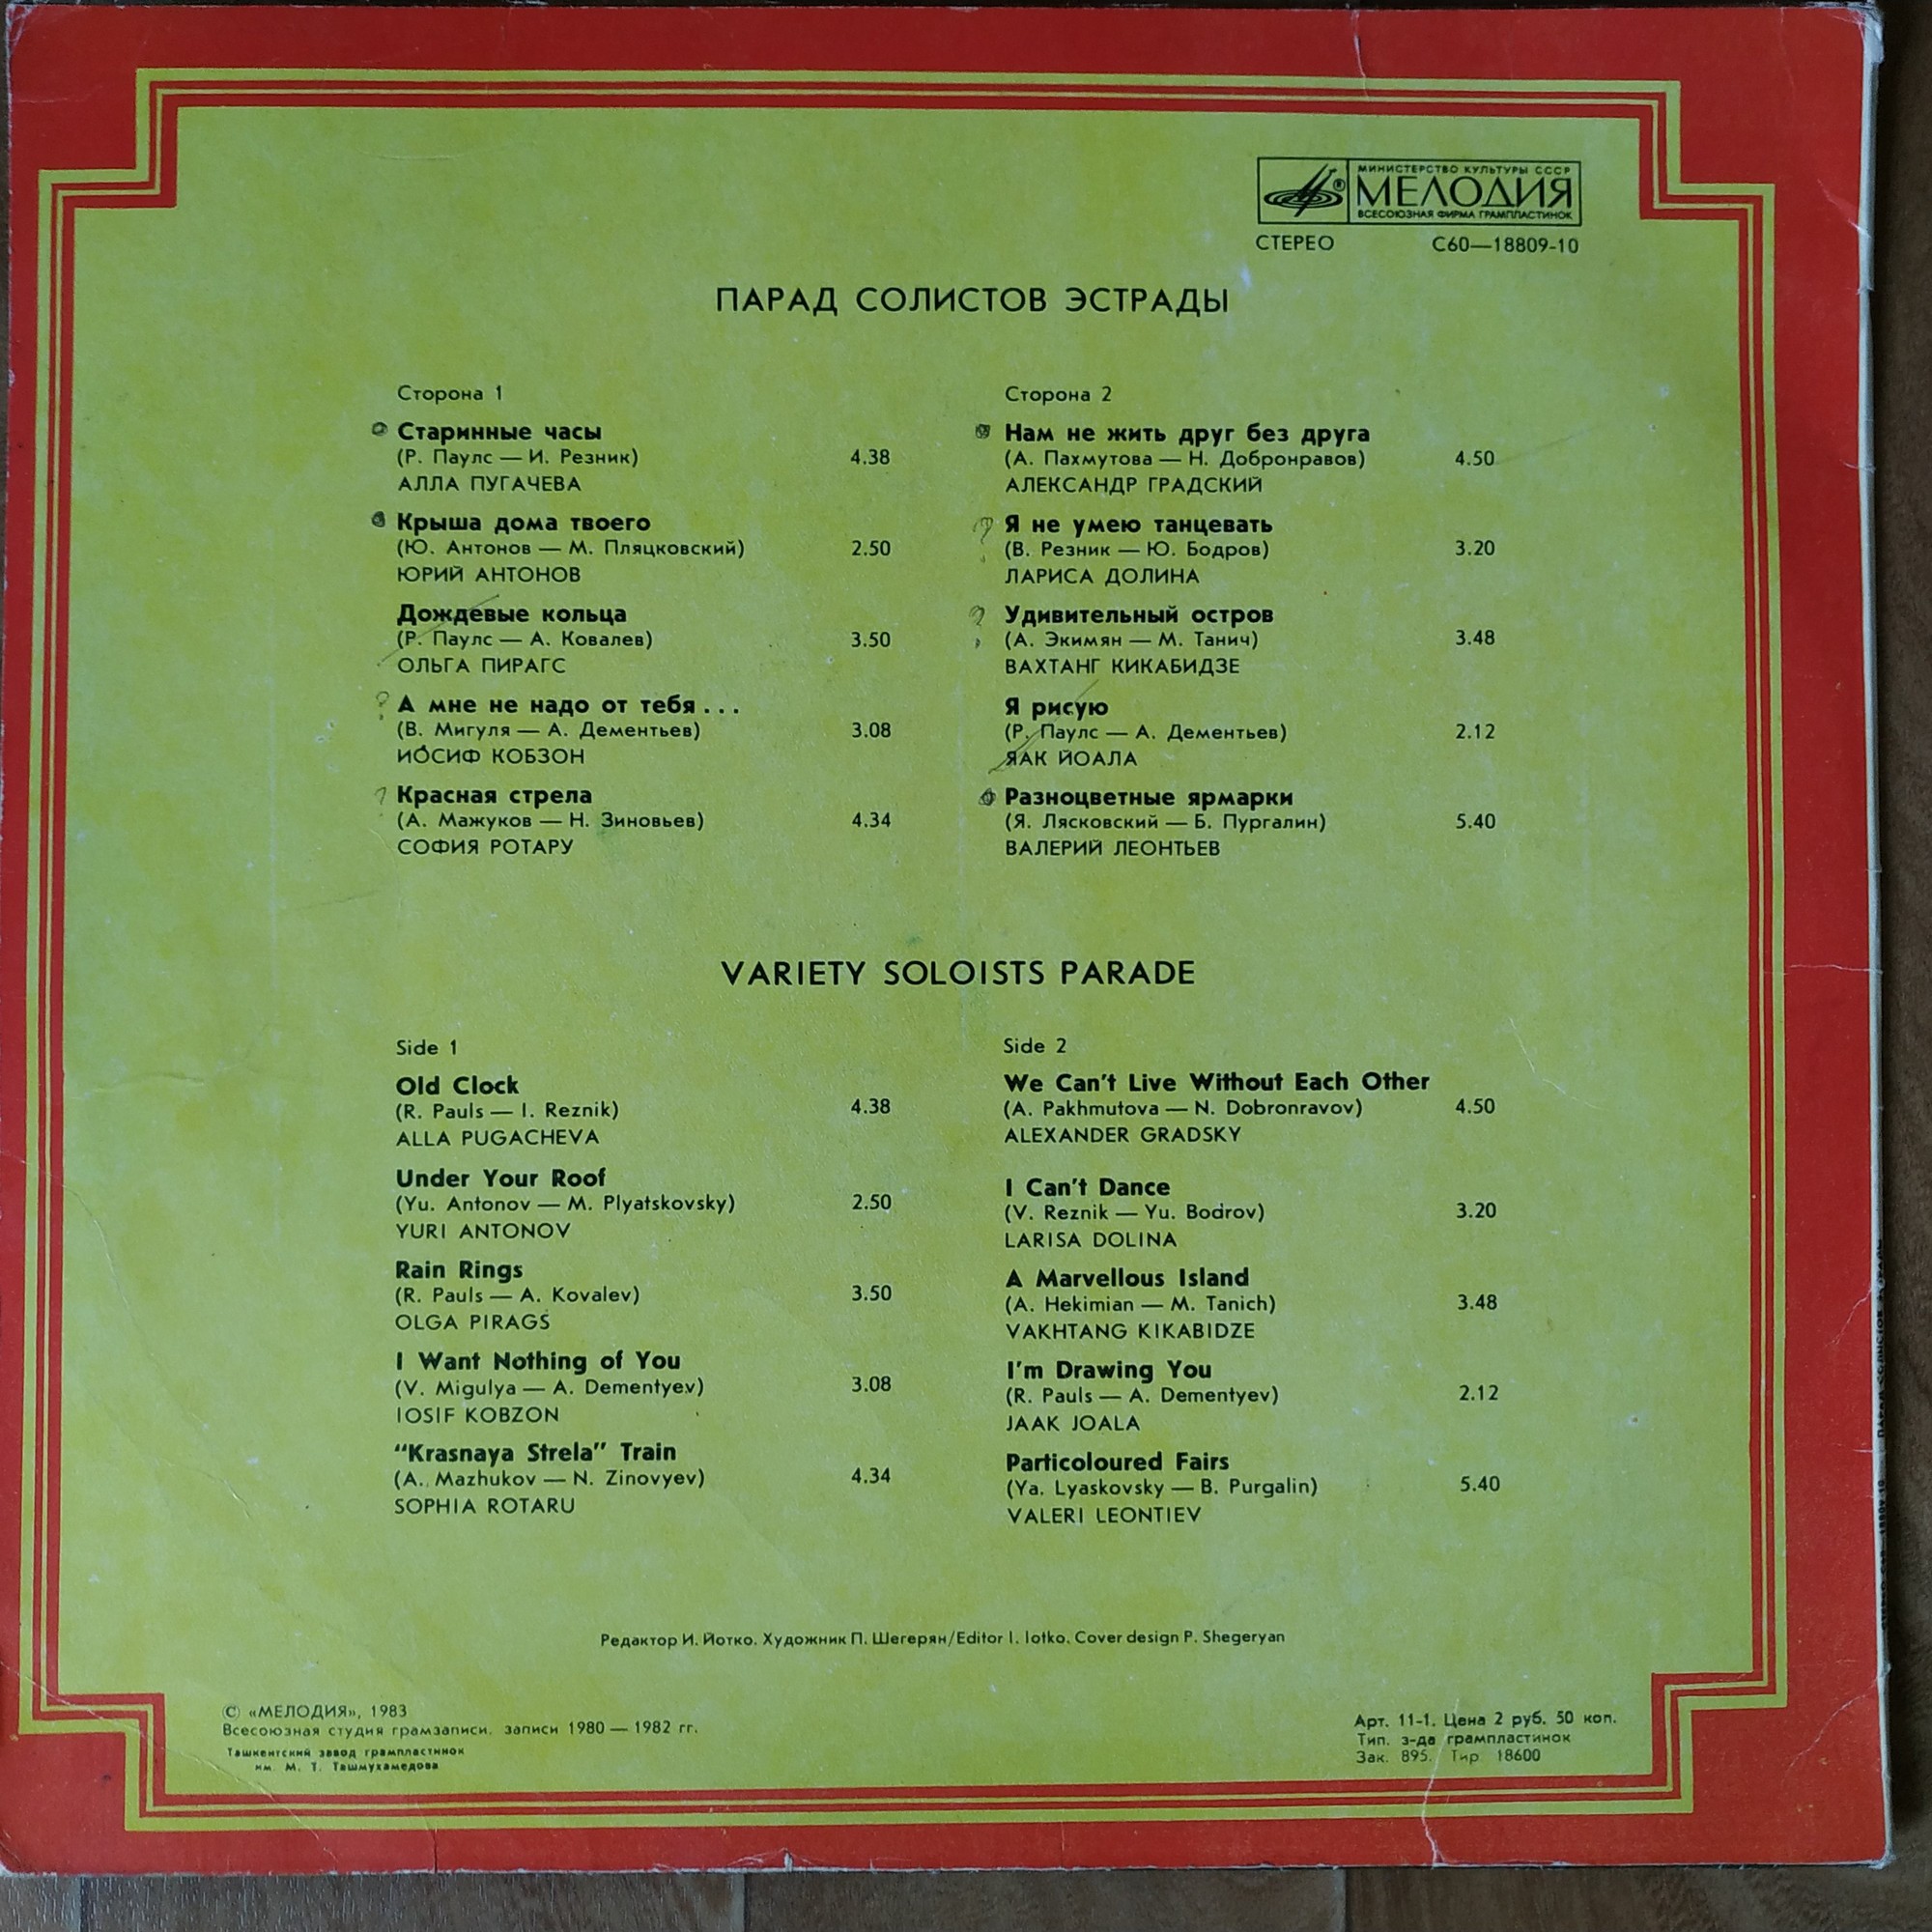 МИНИСТЕРСТВО КУЛЬТУРЫ СССР
МЕЛОДИЯ
ВСЕСОЮЗНАЯ ФИРМА ГРАМПЛАСТИНОК
СТЕРЕО С60—18809-10
ПАРАД СОЛИСТОВ ЭСТРАДЫ
Сторона 1
Старинные часы
(Р. Паулс — И. Резник) 4.38
АЛЛА ПУГАЧЕВА
Крыша дома твоего
(Ю. Антонов — М. Пляцковский) 2.50
ЮРИЙ АНТОНОВ
Дождевые кольца
(Р. Паулс — А. Ковалев) 3.50
ОЛЬГА ПИРАГС
? А мне не надо от тебя...
(В. Мигуля — А. Дементьев) 3.08
ИОСИФ КОБЗОН
? Красная стрела
(А. Мажуков — Н. Зиновьев) 4.34
СОФИЯ РОТАРУ
Сторона 2
Нам не жить друг без друга
(А. Пахмутова — Н. Добронравов) 4.50
АЛЕКСАНДР ГРАДСКИЙ
? Я не умею танцевать
(В. Резник — Ю. Бодров) 3.20
ЛАРИСА ДОЛИНА
? Удивительный остров
(А. Экимян — М. Танич) 3.48
ВАХТАНГ КИКАБИДЗЕ
Я рисую
(Р. Паулс — А. Дементьев) 2.12
ЯАК ЙОАЛА
Разноцветные ярмарки
(Я. Лясковский — Б. Пургалин) 5.40
ВАЛЕРИЙ ЛЕОНТЬЕВ
VARIETY SOLOISTS PARADE
Side 1
Old Clock
(R. Pauls — I. Reznik) 4.38
ALLA PUGACHEVA
Under Your Roof
(Yu. Antonov — M. Plyatskovsky) 2.50
YURI ANTONOV
Rain Rings
(R. Pauls — A. Kovalev) 3.50
OLGA PIRAGS
I Want Nothing of You
(V. Migulya — A. Dementyev) 3.08
IOSIF KOBZON
“Krasnaya Strela” Train
(A. Mazhukov — N. Zinovyev) 4.34
SOPHIA ROTARU
Side 2
We Can't Live Without Each Other
(A. Pakhmutova — N. Dobronravov) 4.50
ALEXANDER GRADSKY
I Can't Dance
(V. Reznik — Yu. Bodrov) 3.20
LARISA DOLINA
A Marvellous Island
(A. Hekimian — M. Tanich) 3.48
VAKHTANG KIKABIDZE
I'm Drawing You
(R. Pauls — A. Dementyev) 2.12
JAAK JOALA
Particoloured Fairs
(Ya. Lyaskovsky — B. Purgalin) 5.40
VALERI LEONTIEV
Редактор И. Йотко. Художник П. Шегерян/Editor I. Iotko. Cover design P. Shegeryan
© «МЕЛОДИЯ», 1983
Всесоюзная студия грамзаписи. записи 1980 — 1982 гг.
Ташкентский завод грампластинок
им. М. Т. Ташмухамедова
Арт. 11-1. Цена 2 руб. 50 коп.
Тип. з-да грампластинок
Зак. 895. Тир 18600